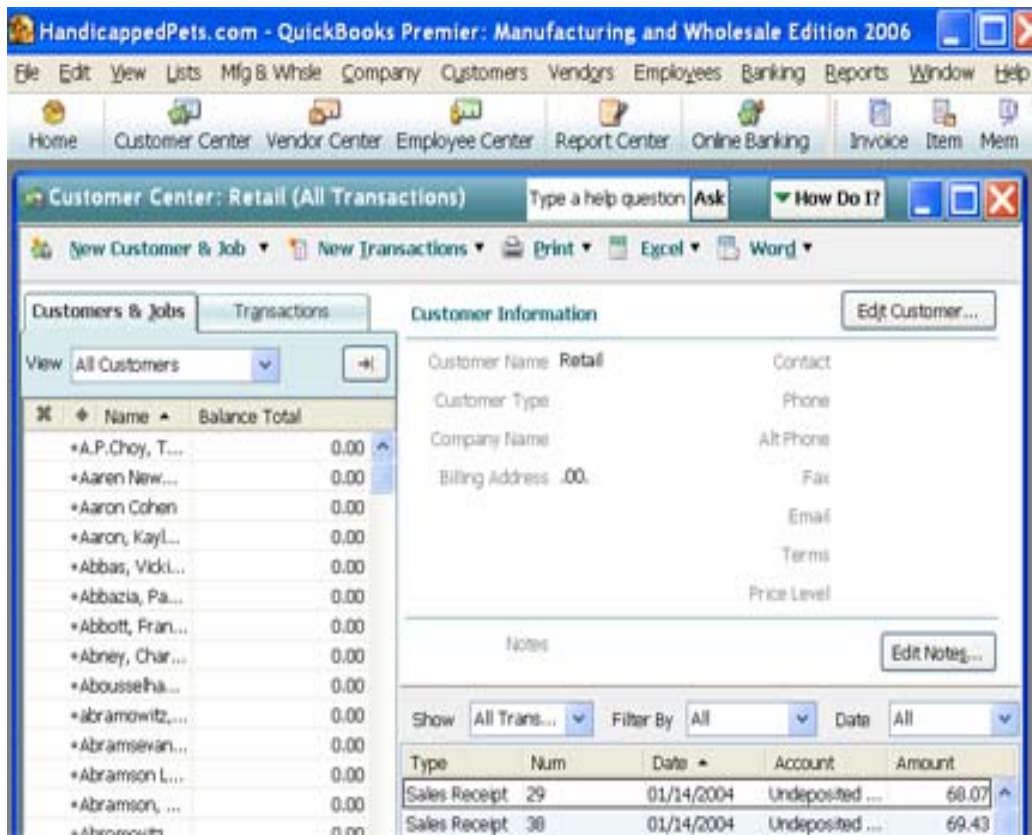 HandicappedPets.com - QuickBooks Premier: Manufacturing and Wholesale Edition 2006
File Edit View Lists Mfg & Whsle Company Customers Vendors Employees Banking Reports Window Help
Home Customer Center Vendor Center Employee Center Report Center Online Banking Invoice Item Mem
Customer Center: Retail (All Transactions) Type a help question Ask How Do I?
New Customer & Job New Transactions Print Excel Word
Customers & Jobs Transactions
View All Customers
Name Balance Total
A.P.Choy, T... 0.00
Aaren New... 0.00
Aaron Cohen 0.00
Aaron, Kayl... 0.00
Abbas, Vicki... 0.00
Abbazia, Pa... 0.00
Abbott, Fran... 0.00
Abney, Char... 0.00
Abousselha... 0.00
abramowitz,... 0.00
Abramsevan... 0.00
Abramson L... 0.00
Abramson, ... 0.00
Abromowitz 0.00
Customer Information Edit Customer...
Customer Name Retail Contact
Customer Type Phone
Company Name Alt Phone
Billing Address .00.
Fax
Email
Terms
Price Level
Notes Edit Notes...
Show All Trans... Filter By All Date All
Type Num Date Account Amount
Sales Receipt 29 01/14/2004 Undeposited ... 68.07
Sales Receipt 38 01/14/2004 Undeposited ... 69.43